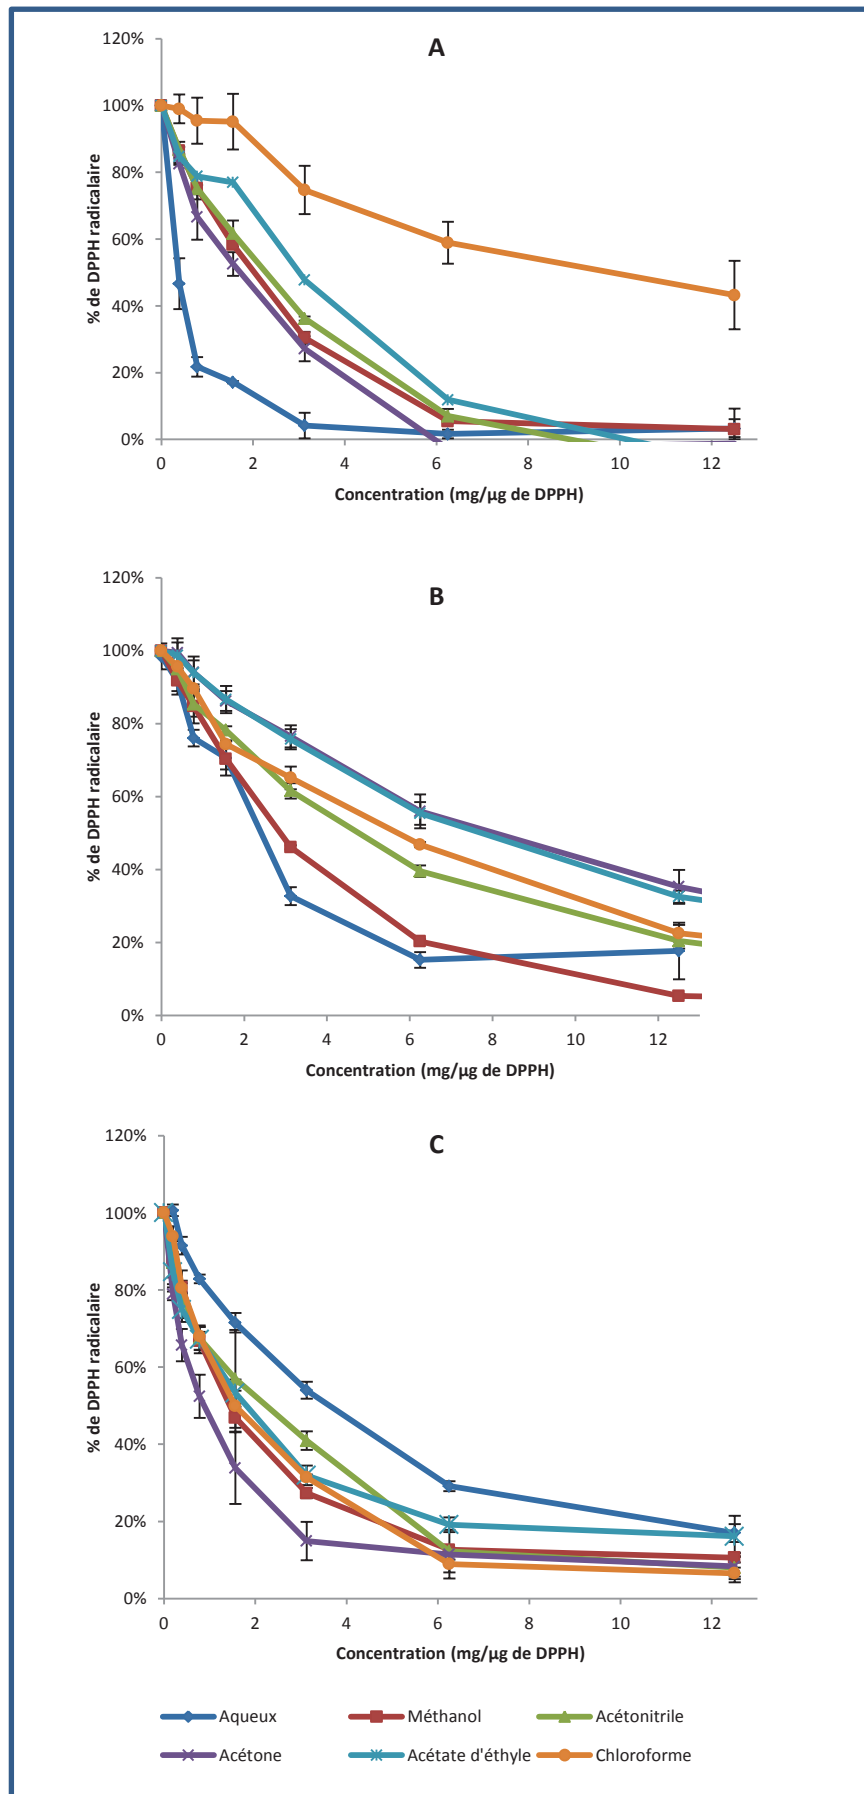 A
120%
100%
80%
60%
40%
20%
0%
% de DPPH radicalaire
0 2 4 6 8 10 12
Concentration (mg/µg de DPPH)
B
120%
100%
80%
60%
40%
20%
0%
% de DPPH radicalaire
0 2 4 6 8 10 12
Concentration (mg/µg de DPPH)
C
120%
100%
80%
60%
40%
20%
0%
% de DPPH radicalaire
0 2 4 6 8 10 12
Concentration (mg/µg de DPPH)
Aqueux Méthanol Acétonitrile
Acétone Acétate d'éthyle Chloroforme